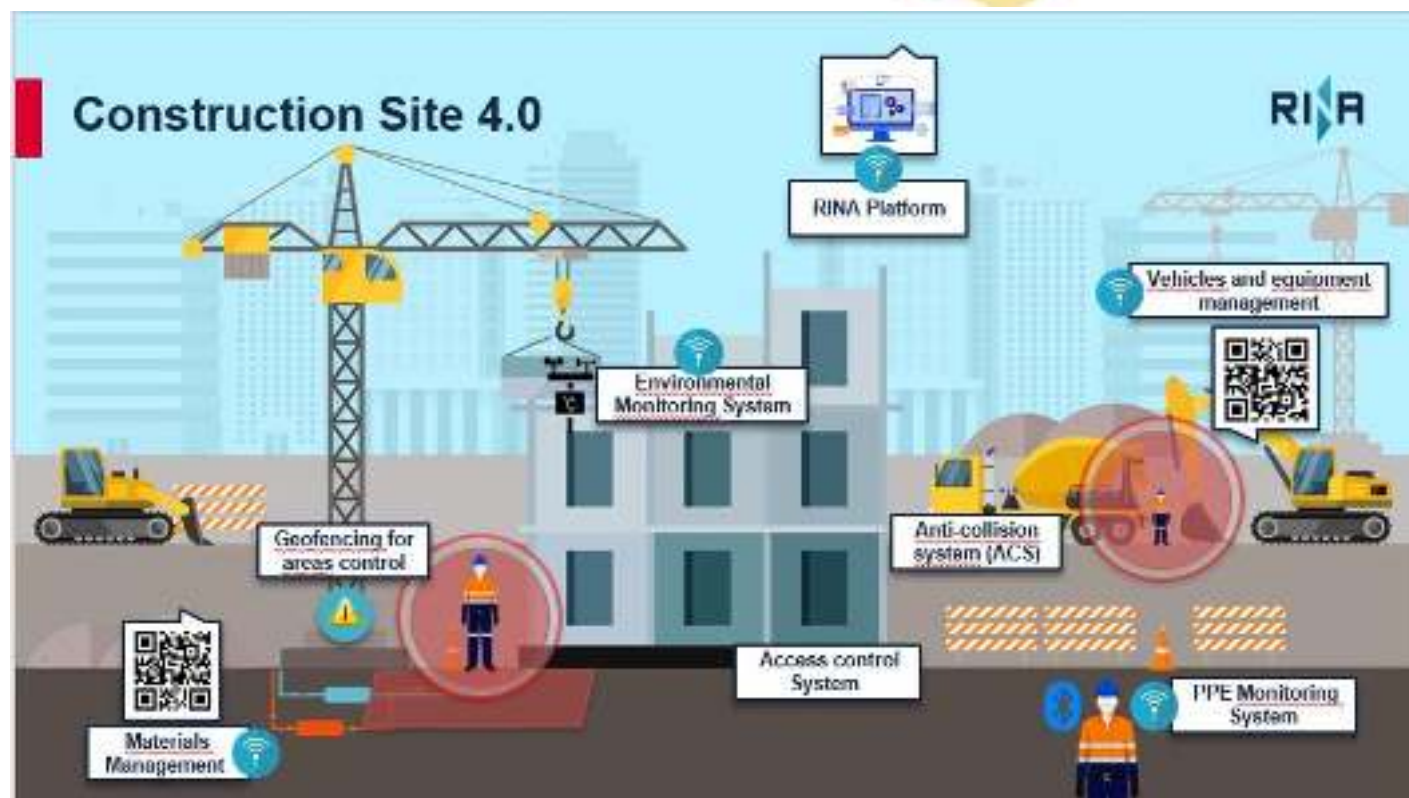 Construction Site 4.0
RINA
RINA Platform
Vehicles and equipment
management
Environmental
Monitoring System
°C
Geofencing for
areas control
Anti-collision
system (ACS)
Access control
System
PPE Monitoring
System
Materials
Management